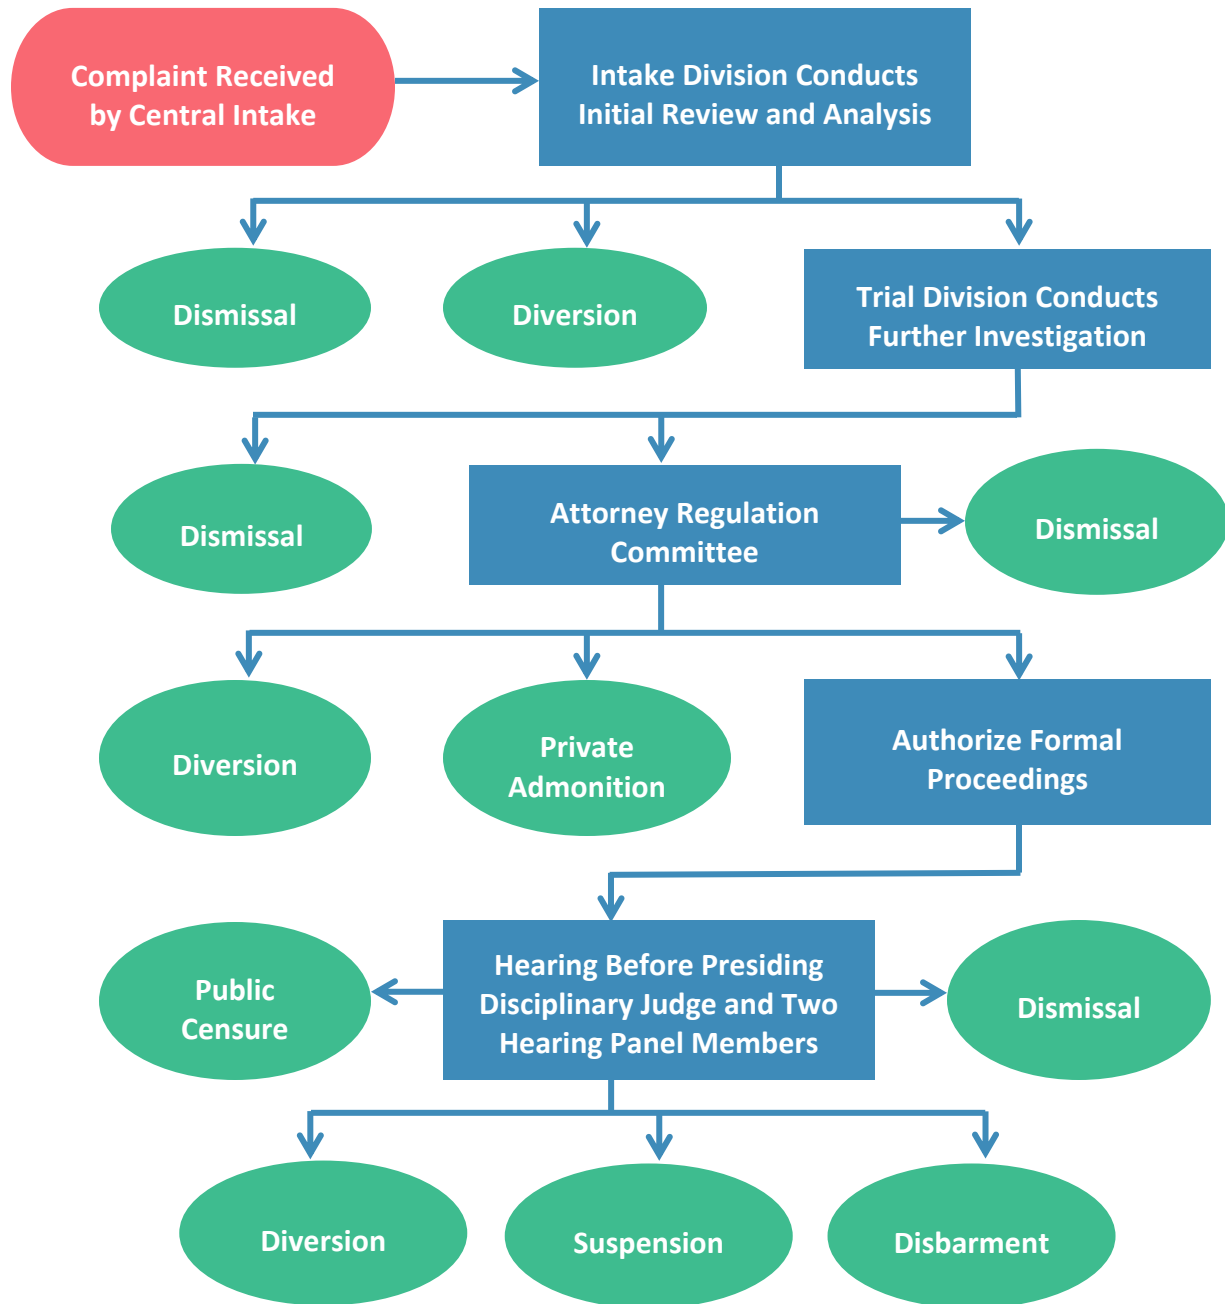 Complaint Received
by Central Intake
Intake Division Conducts
Initial Review and Analysis
Dismissal
Diversion
Trial Division Conducts
Further Investigation
Dismissal
Attorney Regulation
Committee
Dismissal
Diversion
Private
Admonition
Authorize Formal
Proceedings
Public
Censure
Hearing Before Presiding
Disciplinary Judge and Two
Hearing Panel Members
Dismissal
Diversion
Suspension
Disbarment